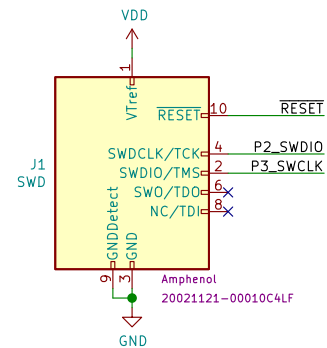 VDD
1
VTref
RESET
10
RESET
SWDCLK/TCK
4
P2_SWDIO
J1
SWD
SWDIO/TMS
2
P3_SWCLK
SWO/TDO
6
NC/TDI
8
GNDDetect
GND
9
3
Amphenol
20021121-00010C4LF
GND